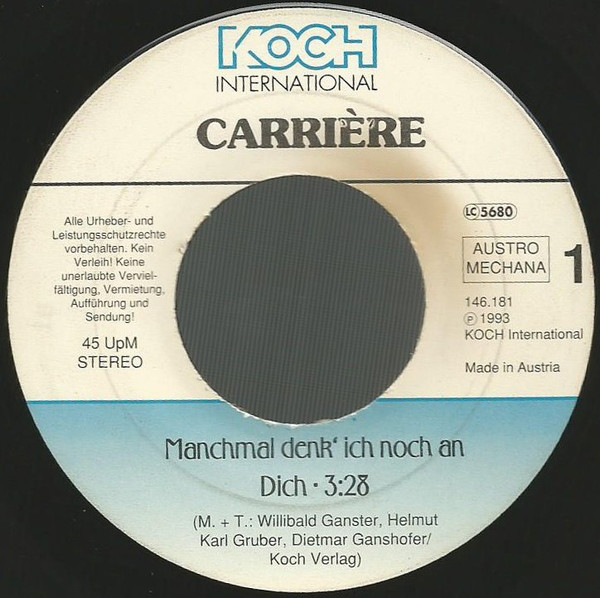 KOCH
INTERNATIONAL
CARRIÈRE
Alle Urheber- und
Leistungsschutzrechte
vorbehalten. Kein
Verleih! Keine
unerlaubte Verviel-
fältigung, Vermietung,
Aufführung und
Sendung!
45 UpM
STEREO
LC 5680
AUSTRO
MECHANA
1
146.181
Ⓟ 1993
KOCH International
Made in Austria
Manchmal denk' ich noch an
Dich · 3:28
(M. + T.: Willibald Ganster, Helmut
Karl Gruber, Dietmar Ganshofer/
Koch Verlag)